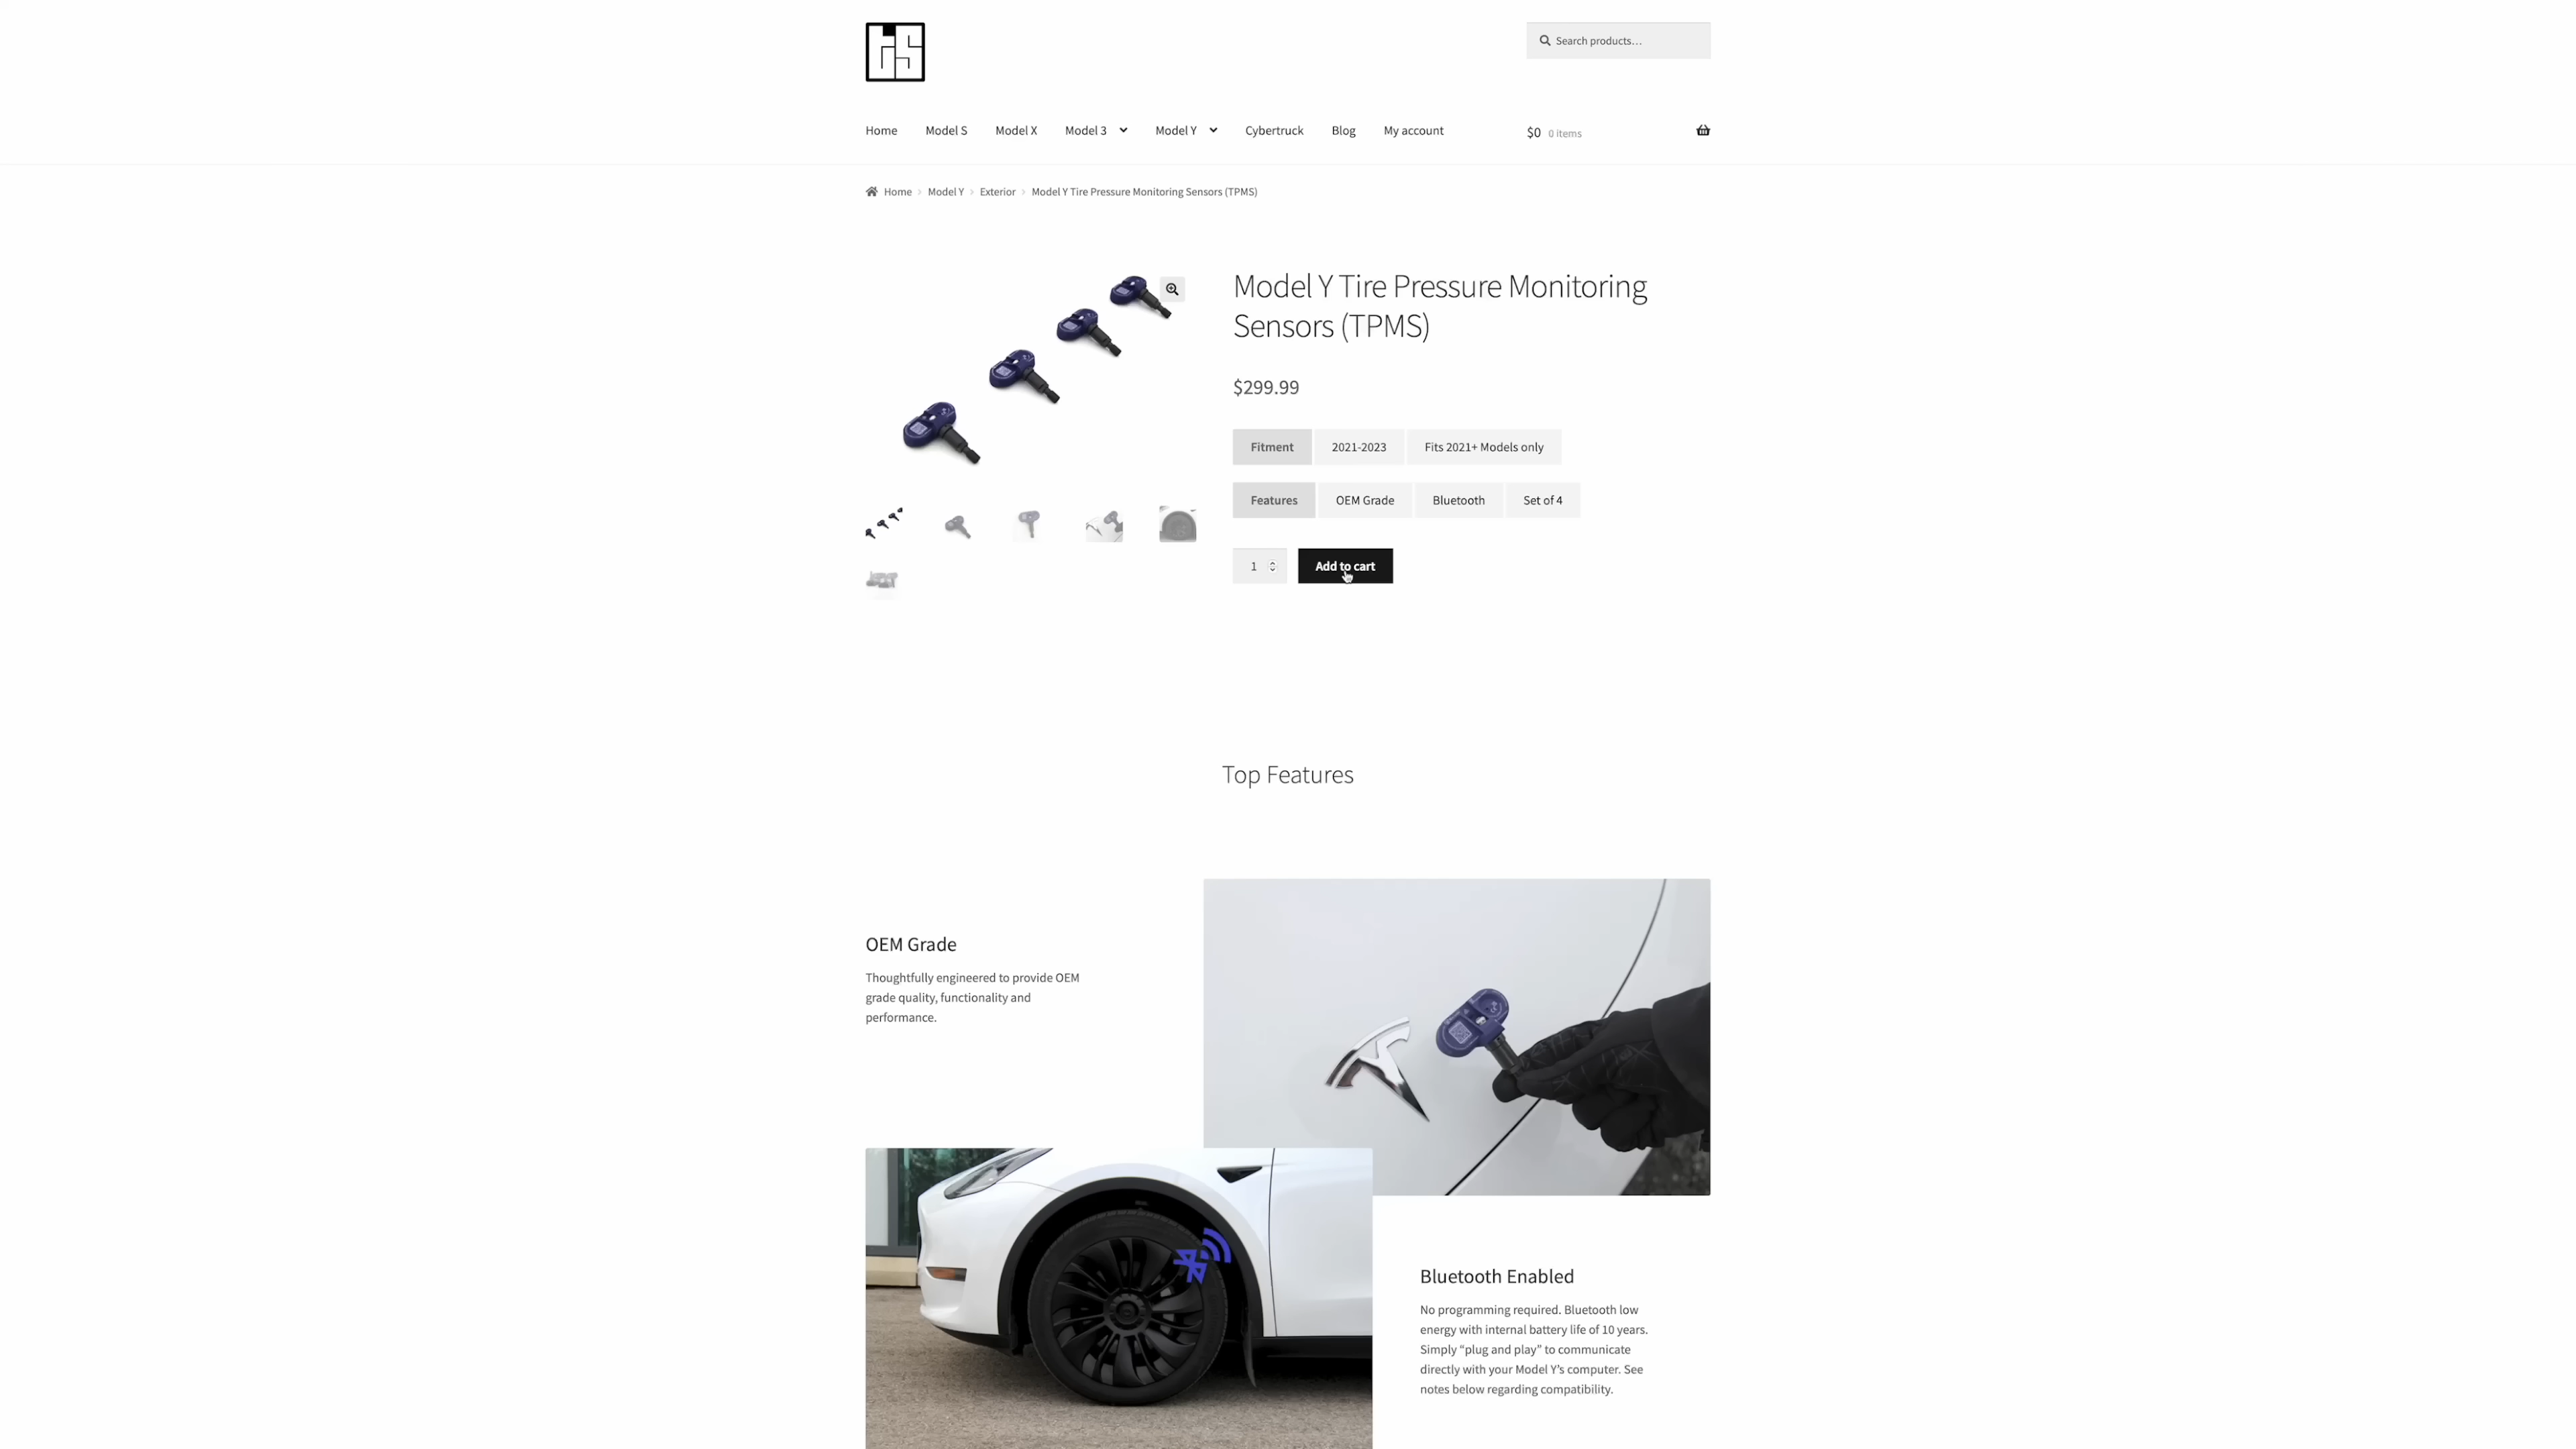 TS
Search products…
Home
Model S
Model X
Model 3
Model Y
Cybertruck
Blog
My account
$0 0 items
Home
Model Y
Exterior
Model Y Tire Pressure Monitoring Sensors (TPMS)
Model Y Tire Pressure Monitoring
Sensors (TPMS)
$299.99
Fitment
2021-2023
Fits 2021+ Models only
Features
OEM Grade
Bluetooth
Set of 4
1
Add to cart
Top Features
OEM Grade
Thoughtfully engineered to provide OEM
grade quality, functionality and
performance.
Bluetooth Enabled
No programming required. Bluetooth low
energy with internal battery life of 10 years.
Simply “plug and play” to communicate
directly with your Model Y’s computer. See
notes below regarding compatibility.